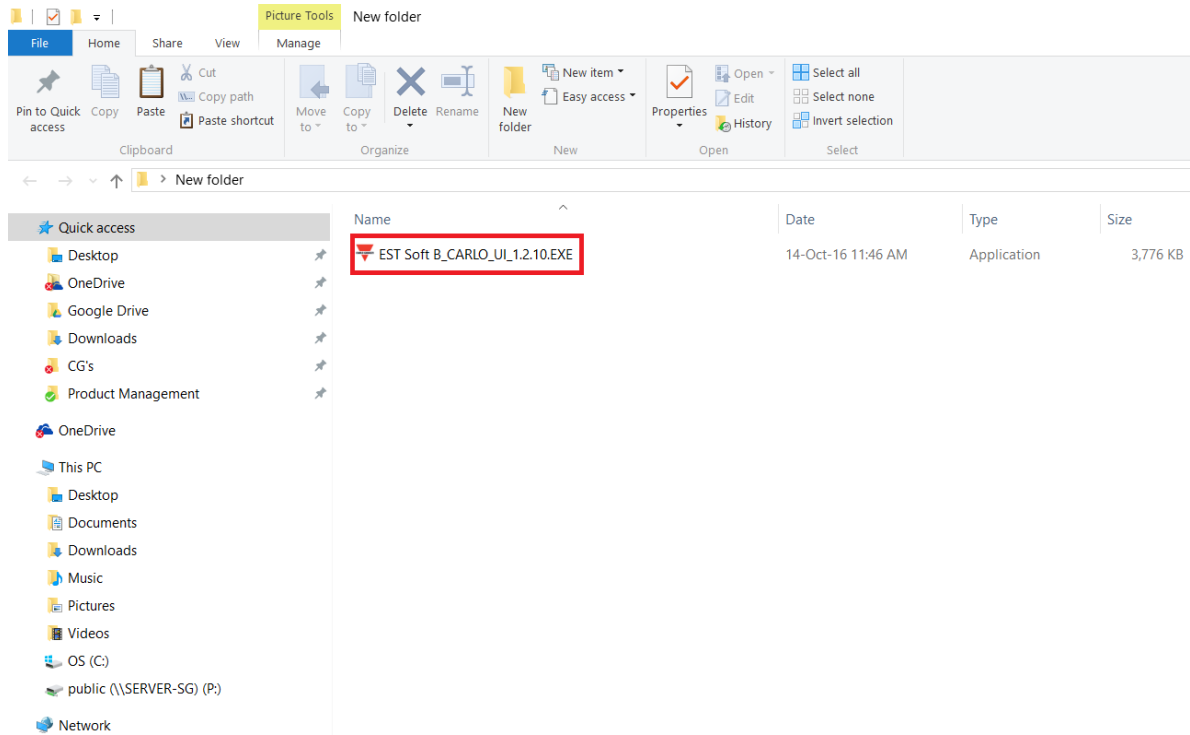 Picture Tools New folder
File Home Share View Manage
Pin to Quick access
Copy
Paste
Cut
Copy path
Paste shortcut
Clipboard
Move to
Copy to
Delete
Rename
Organize
New folder
New item
Easy access
New
Properties
Open
Edit
History
Open
Select all
Select none
Invert selection
Select
New folder
Name Date Type Size
EST Soft B_CARLO_UI_1.2.10.EXE 14-Oct-16 11:46 AM Application 3,776 KB
Quick access
Desktop
OneDrive
Google Drive
Downloads
CG's
Product Management
OneDrive
This PC
Desktop
Documents
Downloads
Music
Pictures
Videos
OS (C:)
public (\\SERVER-SG) (P:)
Network